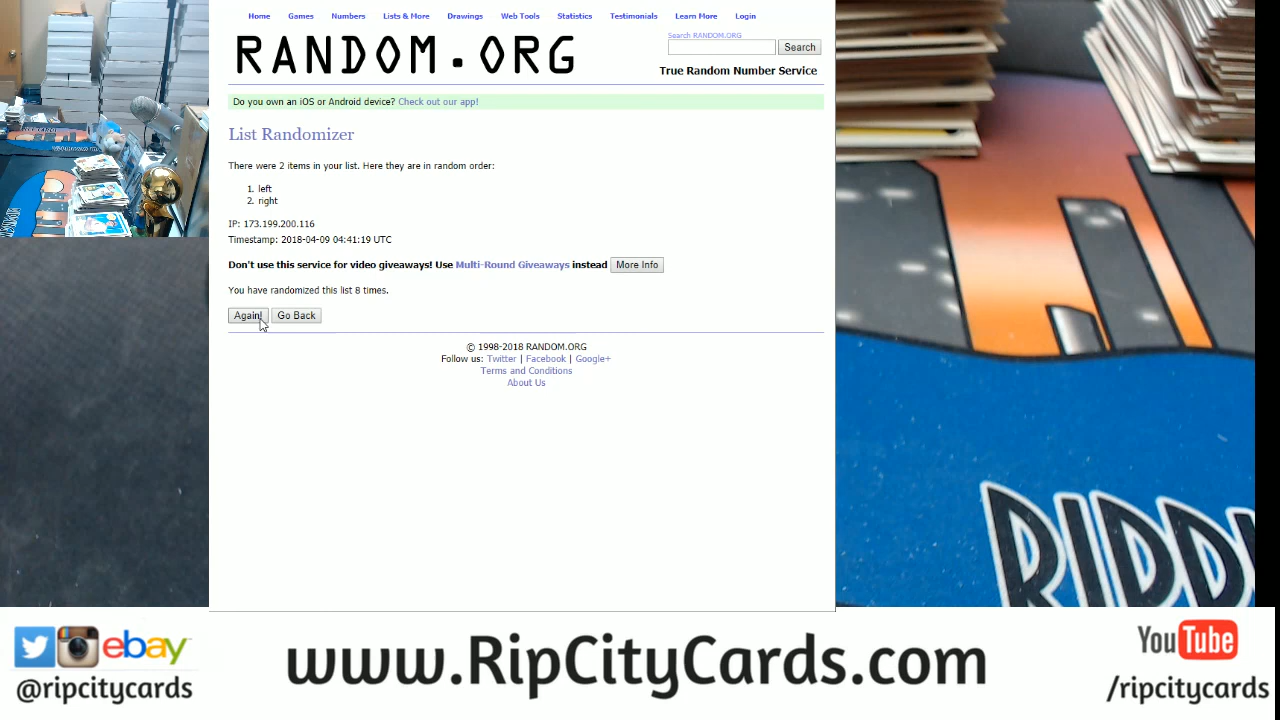 Home Games Numbers Lists & More Drawings Web Tools Statistics Testimonials Learn More Login
RANDOM.ORG
Search RANDOM.ORG
Search
True Random Number Service
Do you own an iOS or Android device? Check out our app!
List Randomizer
There were 2 items in your list. Here they are in random order:
1. left
2. right
IP: 173.199.200.116
Timestamp: 2018-04-09 04:41:19 UTC
Don't use this service for video giveaways! Use Multi-Round Giveaways instead More Info
You have randomized this list 8 times.
Again! Go Back
© 1998-2018 RANDOM.ORG
Follow us: Twitter | Facebook | Google+
Terms and Conditions
About Us
ebay
@ripcitycards
www.RipCityCards.com
YouTube
/ripcitycards